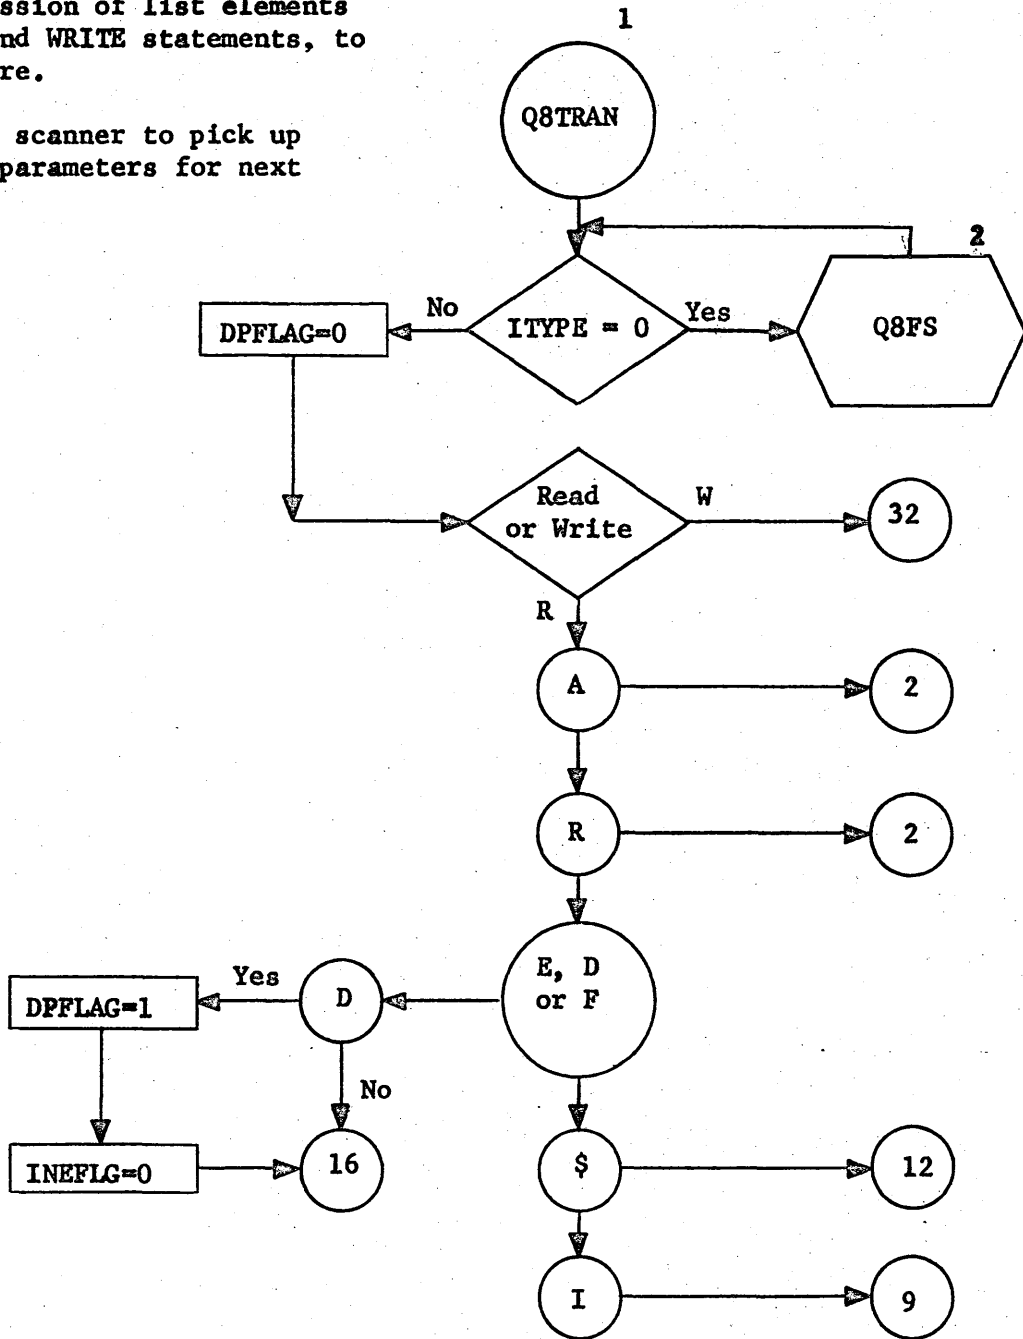 ssion of list elements
nd WRITE statements, to
re.
scanner to pick up
parameters for next
1
Q8TRAN
2
DPFLAG=0
No
ITYPE = 0
Yes
Q8FS
Read
or Write
W
32
R
A
2
R
2
E, D
or F
Yes
D
DPFLAG=1
No
INEFLG=0
16
$
12
I
9